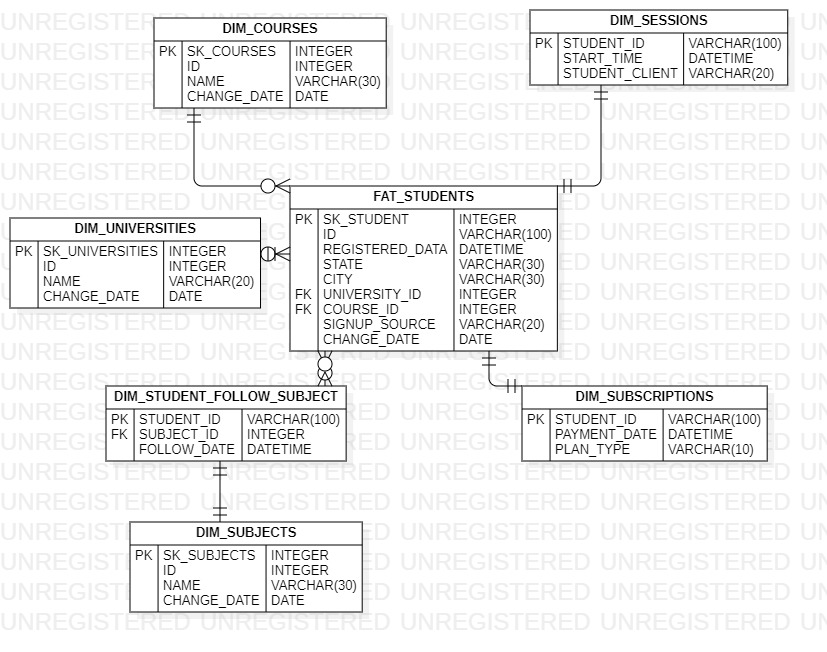 DIM_COURSES
PK SK_COURSES INTEGER
ID INTEGER
NAME VARCHAR(30)
CHANGE_DATE DATE
DIM_SESSIONS
PK STUDENT_ID VARCHAR(100)
START_TIME DATETIME
STUDENT_CLIENT VARCHAR(20)
DIM_UNIVERSITIES
PK SK_UNIVERSITIES INTEGER
ID INTEGER
NAME VARCHAR(20)
CHANGE_DATE DATE
FAT_STUDENTS
PK SK_STUDENT INTEGER
ID VARCHAR(100)
REGISTERED_DATA DATETIME
STATE VARCHAR(30)
CITY VARCHAR(30)
FK UNIVERSITY_ID INTEGER
FK COURSE_ID INTEGER
SIGNUP_SOURCE VARCHAR(20)
CHANGE_DATE DATE
DIM_STUDENT_FOLLOW_SUBJECT
PK STUDENT_ID VARCHAR(100)
FK SUBJECT_ID INTEGER
FOLLOW_DATE DATETIME
DIM_SUBSCRIPTIONS
PK STUDENT_ID VARCHAR(100)
PAYMENT_DATE DATETIME
PLAN_TYPE VARCHAR(10)
DIM_SUBJECTS
PK SK_SUBJECTS INTEGER
ID INTEGER
NAME VARCHAR(30)
CHANGE_DATE DATE
UNREGISTERED